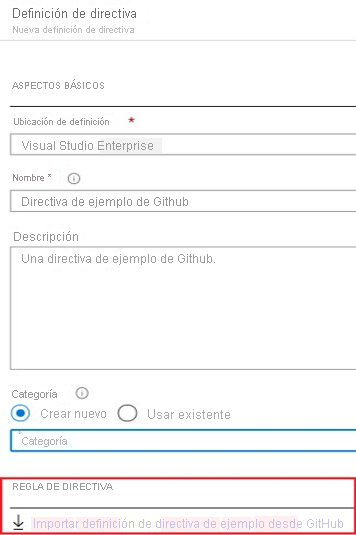 Definición de directiva
Nueva definición de directiva
ASPECTOS BÁSICOS
Ubicación de definición *
Visual Studio Enterprise
Nombre *
Directiva de ejemplo de Github
Descripción
Una directiva de ejemplo de Github.
Categoría
Crear nuevo Usar existente
Categoría
REGLA DE DIRECTIVA
Importar definición de directiva de ejemplo desde GitHub